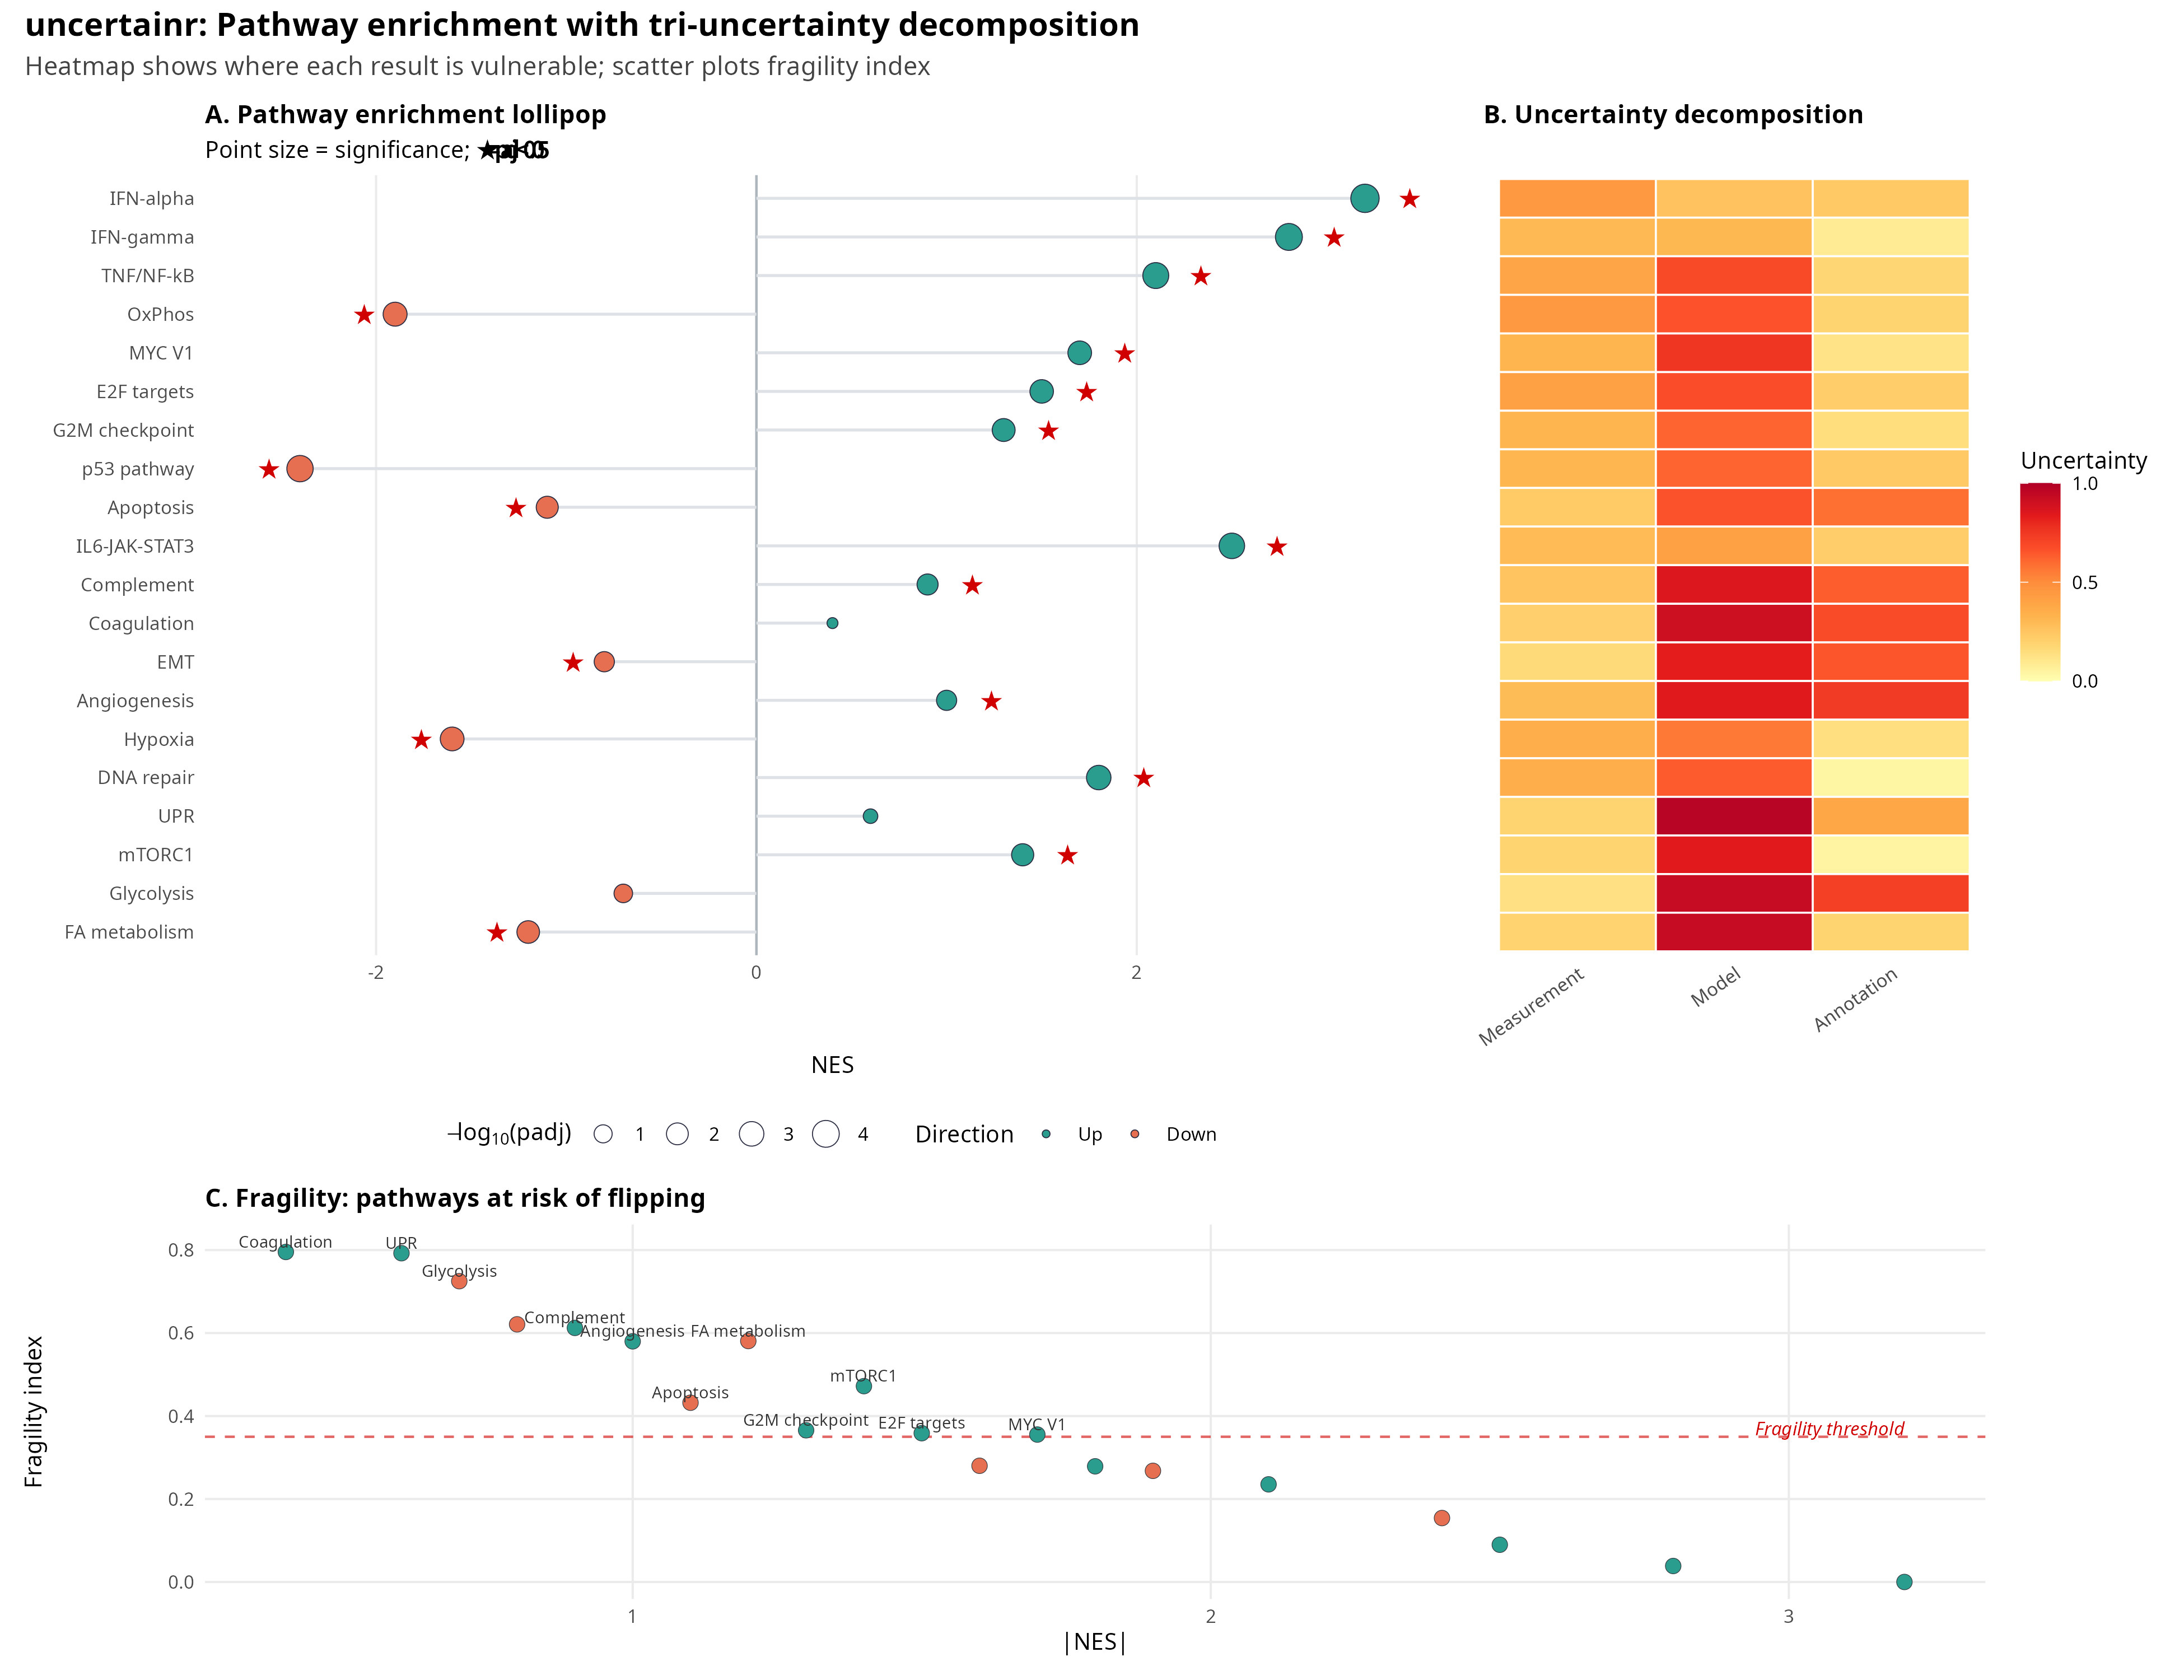 uncertainr: Pathway enrichment with tri-uncertainty decomposition
Heatmap shows where each result is vulnerable; scatter plots fragility index
A. Pathway enrichment lollipop
Point size = significance; ★
IFN-alpha
IFN-gamma
TNF/NF-kB
OxPhos
MYC V1
E2F targets
G2M checkpoint
p53 pathway
Apoptosis
IL6-JAK-STAT3
Complement
Coagulation
EMT
Angiogenesis
Hypoxia
DNA repair
UPR
mTORC1
Glycolysis
FA metabolism
-2 0 2
NES
–log10(padj) 1 2 3 4 Direction Up Down
B. Uncertainty decomposition
Measurement Model Annotation
Uncertainty
1.0
0.5
0.0
C. Fragility: pathways at risk of flipping
Fragility index
0.8
0.6
0.4
0.2
0.0
Coagulation UPR
Glycolysis
Complement
Angiogenesis FA metabolism
mTORC1
Apoptosis
G2M checkpoint E2F targets MYC V1
Fragility threshold
1 2 3
|NES|